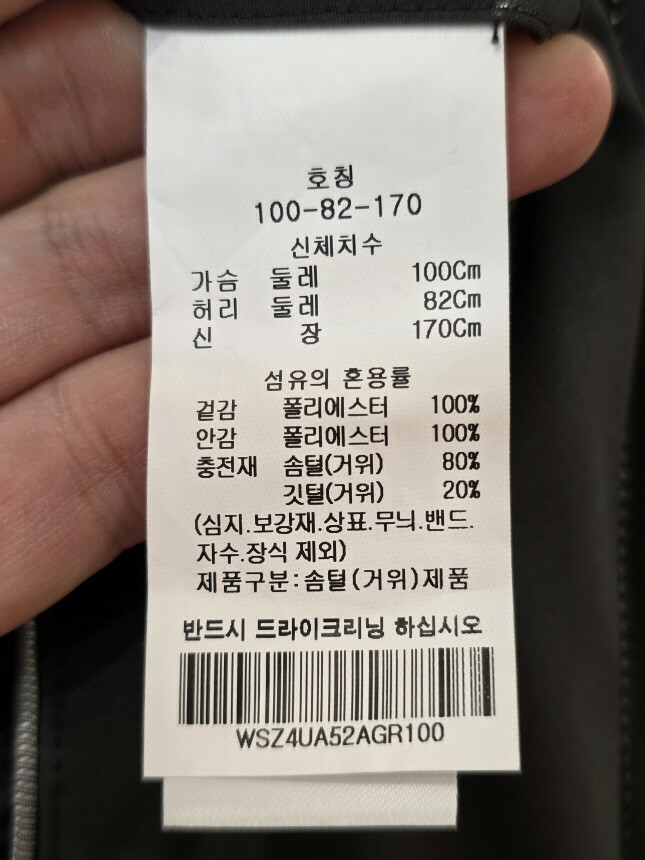 호칭
100-82-170
신체치수
가슴 둘레 100Cm
허리 둘레 82Cm
신 장 170Cm
섬유의 혼용률
겉감 폴리에스터 100%
안감 폴리에스터 100%
충전재 솜털(거위) 80%
깃털(거위) 20%
(심지.보강재.상표.무늬.밴드.
자수.장식 제외)
제품구분:솜털(거위)제품
반드시 드라이크리닝 하십시오
WSZ4UA52AGR100